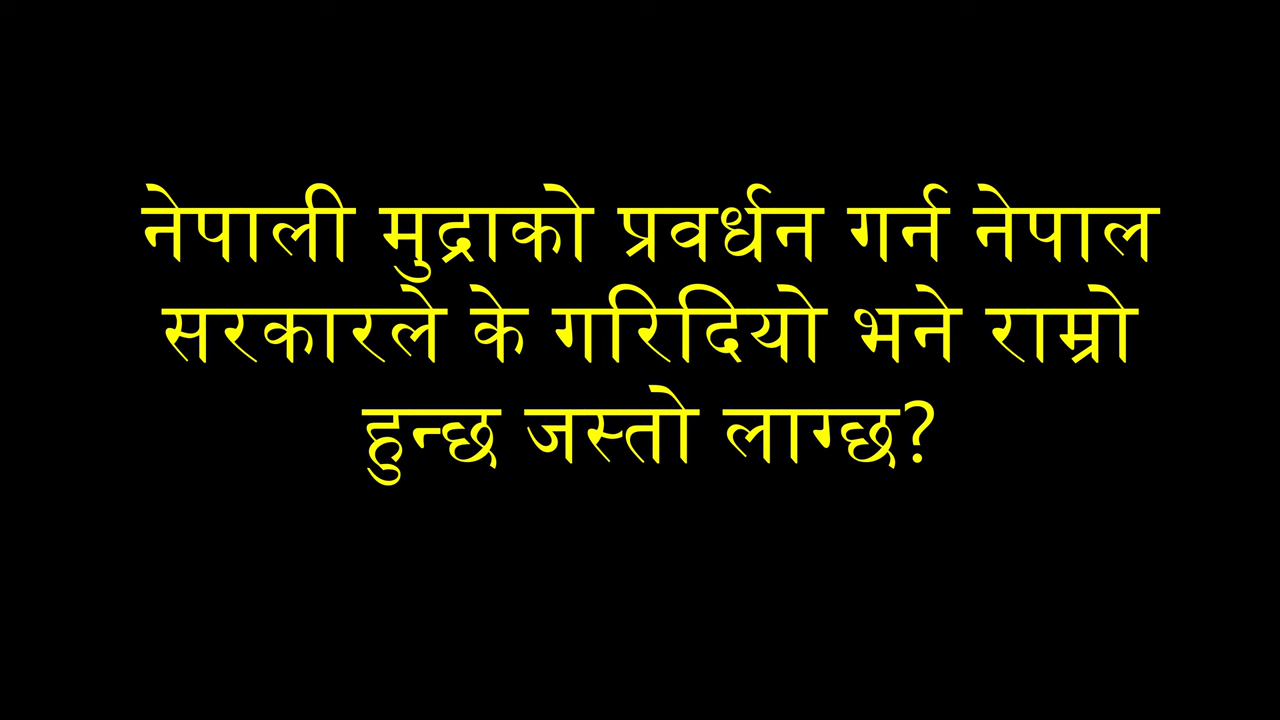 नेपाली मुद्राको प्रवर्धन गर्न नेपाल
सरकारले के गरिदियो भने राम्रो
हुन्छ जस्तो लाग्छ?